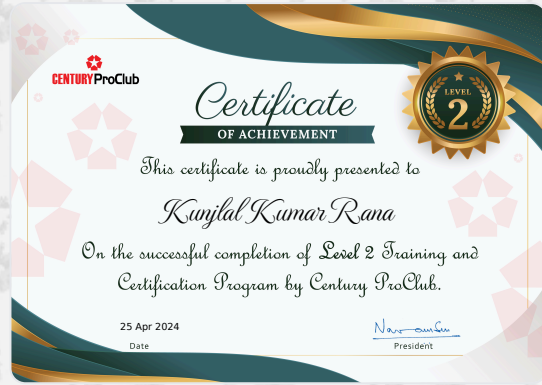 CENTURY ProClub
LEVEL
2
Certificate
OF ACHIEVEMENT
This certificate is proudly presented to
Kunjlal Kumar Rana
On the successful completion of Level 2 Training and
Certification Program by Century ProClub.
25 Apr 2024
Date
President